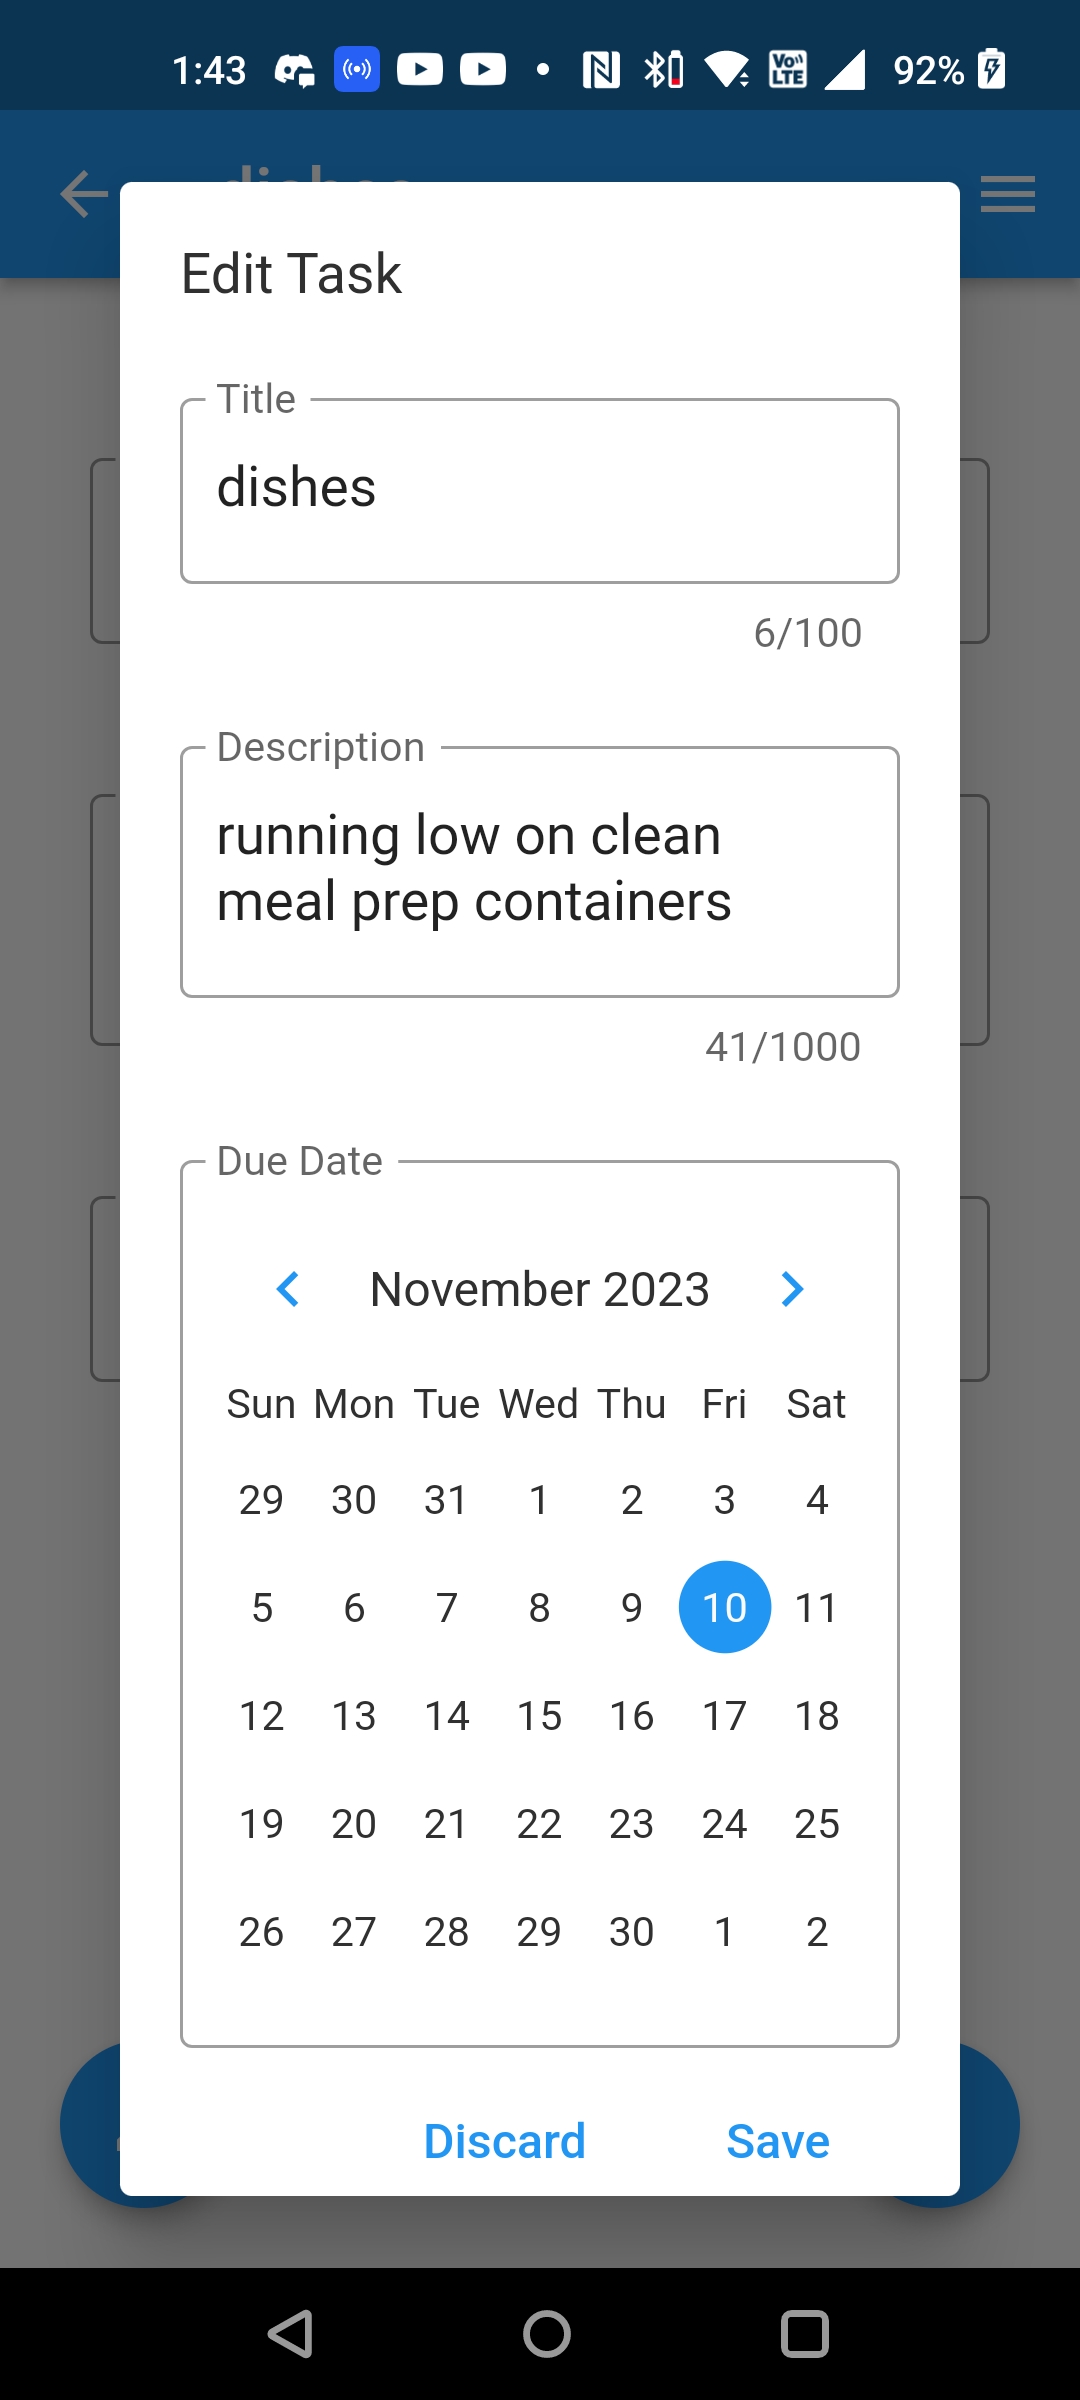 1:43 Vo LTE 92%
dishes
Edit Task
Title
dishes
6/100
Description
running low on clean
meal prep containers
41/1000
Due Date
November 2023
Sun Mon Tue Wed Thu Fri Sat
29 30 31 1 2 3 4
5 6 7 8 9 10 11
12 13 14 15 16 17 18
19 20 21 22 23 24 25
26 27 28 29 30 1 2
Discard Save